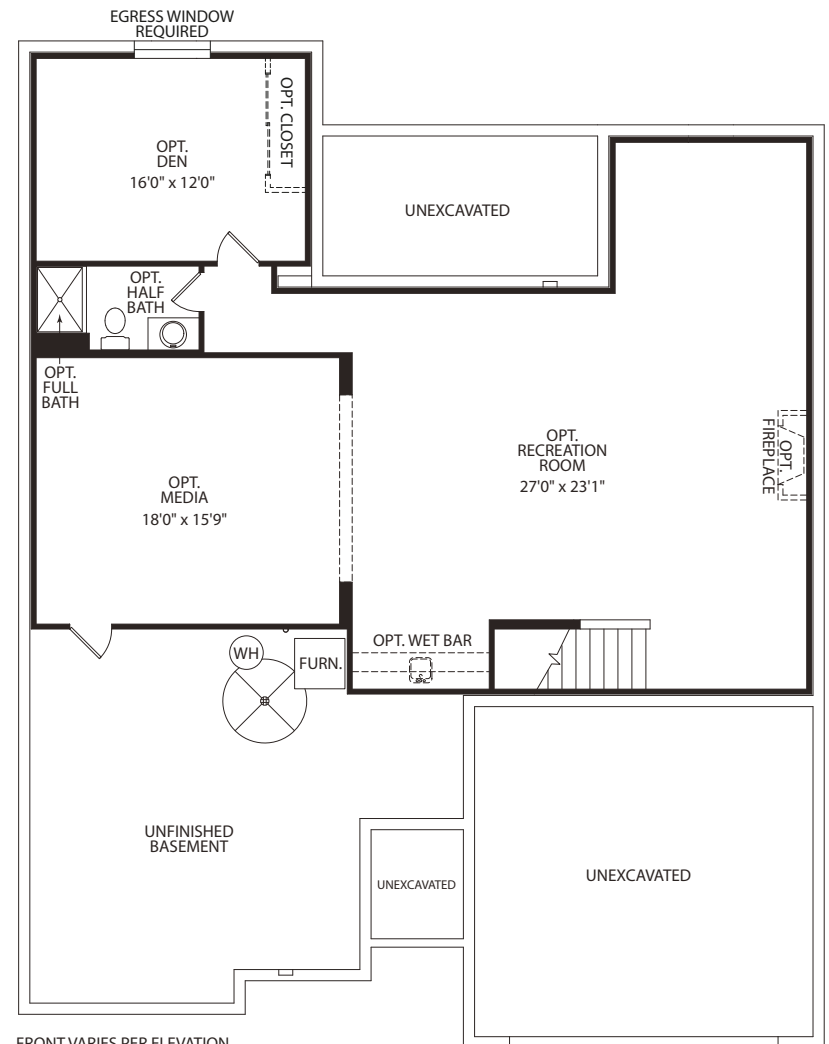 EGRESS WINDOW
REQUIRED
OPT. CLOSET
OPT.
DEN
16'0" x 12'0"
UNEXCAVATED
OPT.
HALF
BATH
OPT.
FULL
BATH
OPT.
RECREATION
ROOM
27'0" x 23'1"
OPT.
FIREPLACE
OPT.
MEDIA
18'0" x 15'9"
WH
FURN.
OPT. WET BAR
UNFINISHED
BASEMENT
UNEXCAVATED
UNEXCAVATED
FRONT VARIES PER ELEVATION